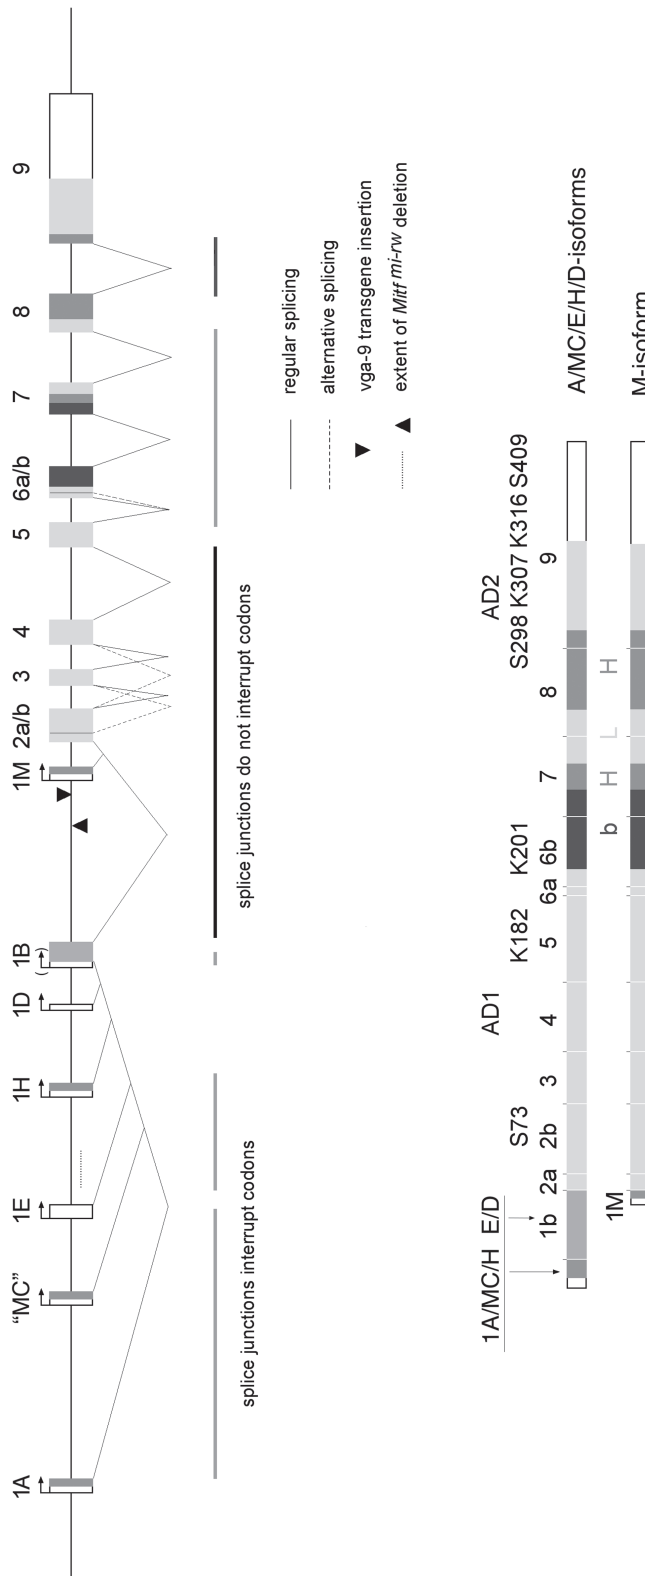 1A “MC” 1E 1H 1D 1B 1M 2a/b 3 4 5 6a/b 7 8 9
( )
splice junctions interrupt codons
splice junctions do not interrupt codons
regular splicing
alternative splicing
vga-9 transgene insertion
extent of Mitf mi-rw deletion
AD1 AD2
S73 K182 K201 S298 K307 K316 S409
1A/MC/H E/D
1b 2a 2b 3 4 5 6a 6b 7 8 9
A/MC/E/H/D-isoforms
1M b H L H
M-isoform